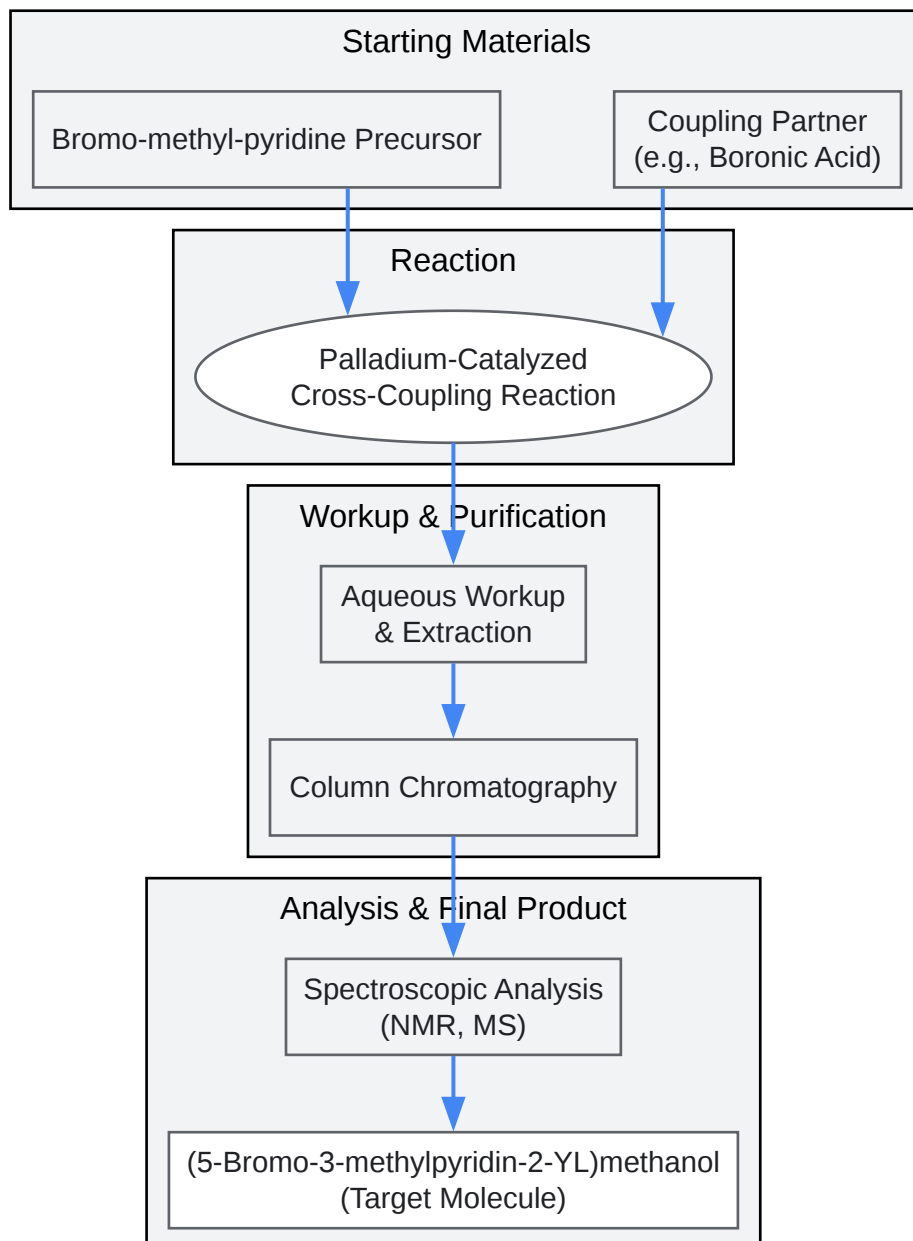 Starting Materials
Bromo-methyl-pyridine Precursor
Coupling Partner
(e.g., Boronic Acid)
Reaction
Palladium-Catalyzed
Cross-Coupling Reaction
Workup & Purification
Aqueous Workup
& Extraction
Column Chromatography
Analysis & Final Product
Spectroscopic Analysis
(NMR, MS)
(5-Bromo-3-methylpyridin-2-YL)methanol
(Target Molecule)